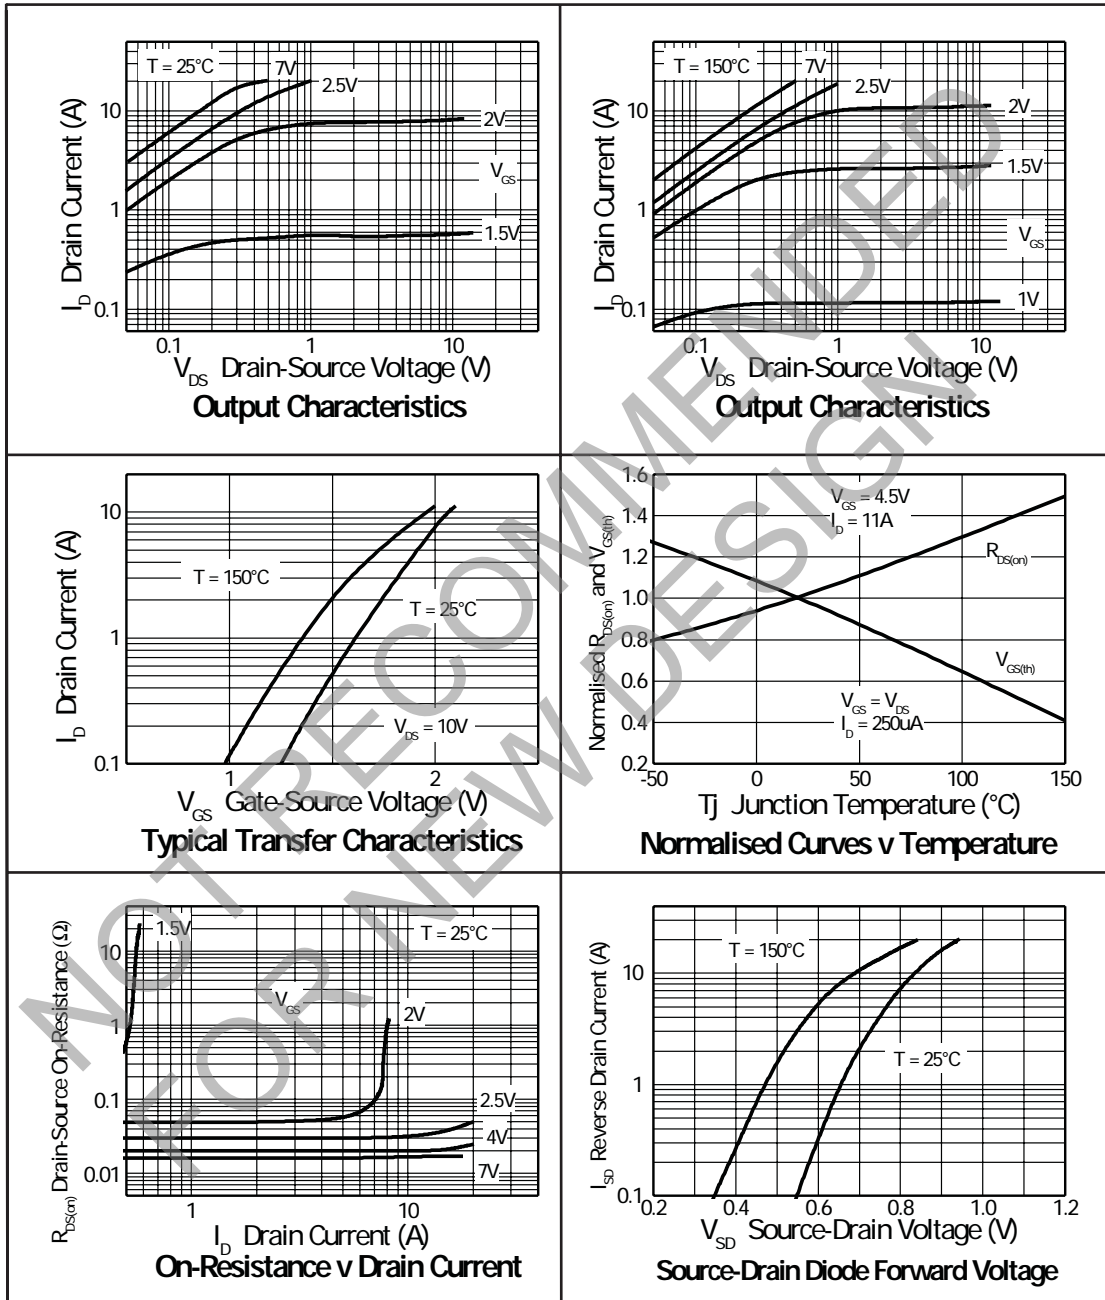 T = 25°C
7V
2.5V
2V
V_GS
1.5V
10
1
0.1
I_D Drain Current (A)
0.1
1
10
V_DS Drain-Source Voltage (V)
Output Characteristics
T = 150°C
7V
2.5V
2V
1.5V
V_GS
1V
10
1
0.1
I_D Drain Current (A)
0.1
1
10
V_DS Drain-Source Voltage (V)
Output Characteristics
T = 150°C
T = 25°C
V_DS = 10V
10
1
0.1
I_D Drain Current (A)
1
2
V_GS Gate-Source Voltage (V)
Typical Transfer Characteristics
1.6
1.4
1.2
1.0
0.8
0.6
0.4
0.2
Normalised R_DS(on) and V_GS(th)
V_GS = 4.5V
I_D = 11A
R_DS(on)
V_GS(th)
V_GS = V_DS
I_D = 250uA
-50
0
50
100
150
Tj Junction Temperature (°C)
Normalised Curves v Temperature
1.5V
T = 25°C
V_GS
2V
2.5V
4V
7V
10
1
0.1
0.01
R_DS(on) Drain-Source On-Resistance (Ω)
1
10
I_D Drain Current (A)
On-Resistance v Drain Current
T = 150°C
T = 25°C
10
1
0.1
I_SD Reverse Drain Current (A)
0.2
0.4
0.6
0.8
1.0
1.2
V_SD Source-Drain Voltage (V)
Source-Drain Diode Forward Voltage
NOT RECOMMENDED
FOR NEW DESIGN